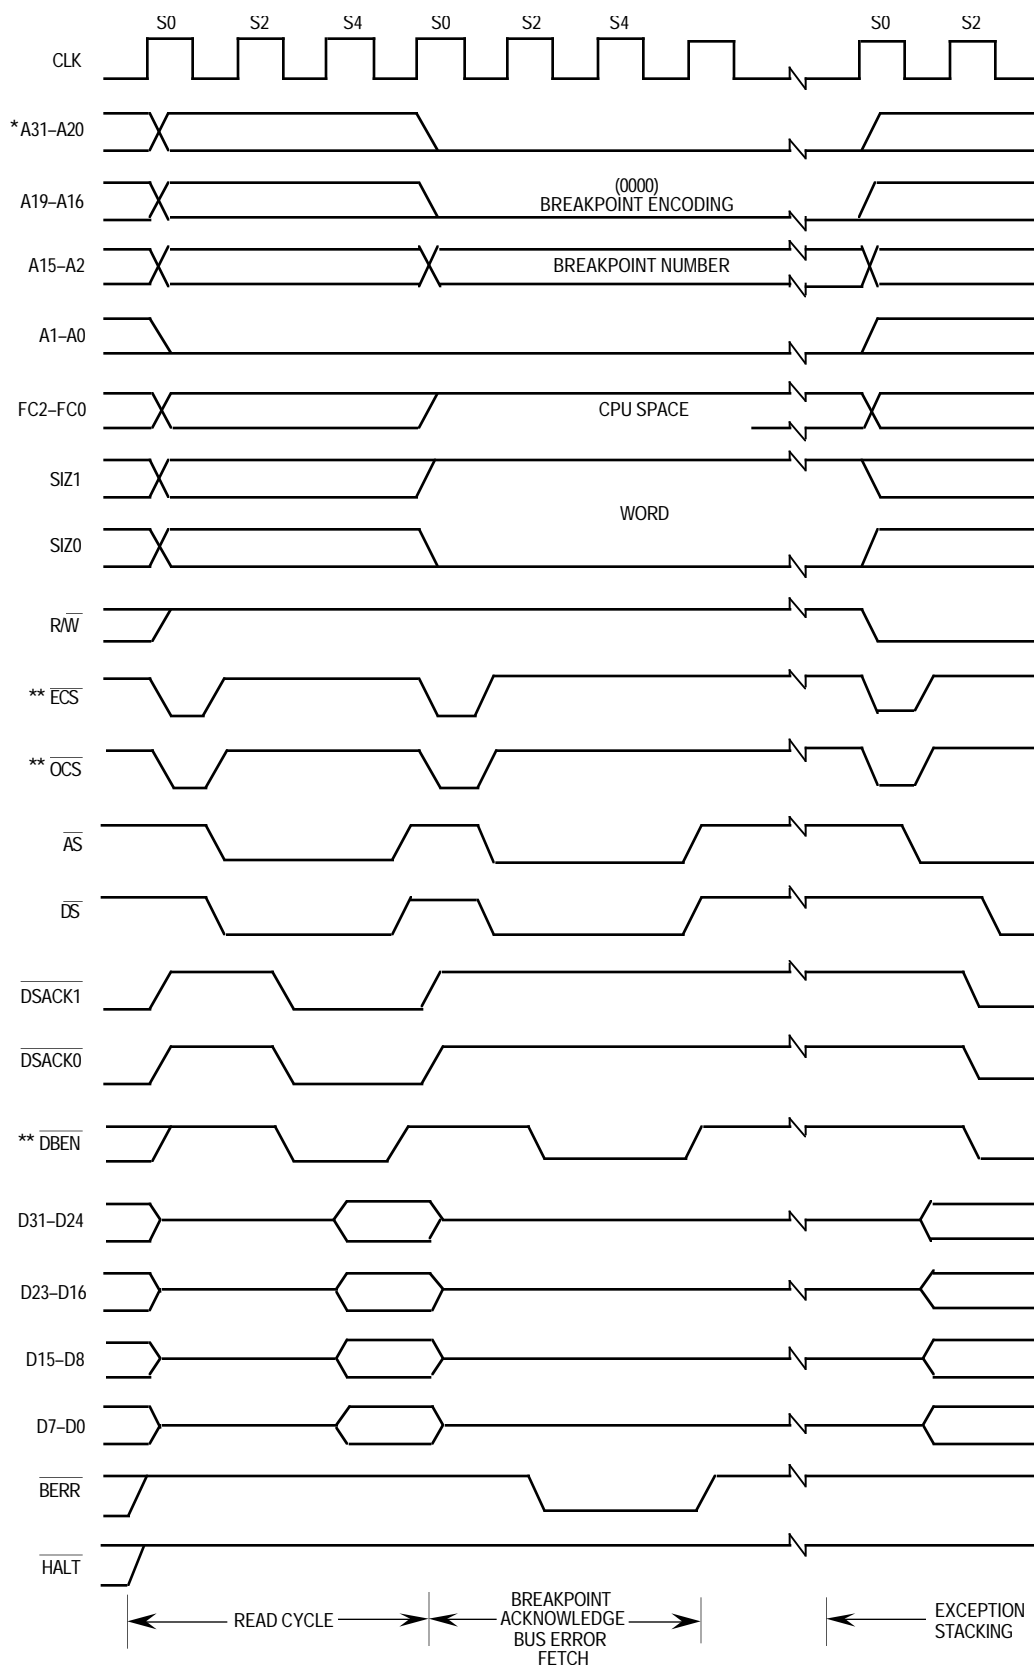 S0 S2 S4 S0 S2 S4 S0 S2
CLK
*A31–A20
A19–A16
(0000)
BREAKPOINT ENCODING
A15–A2
BREAKPOINT NUMBER
A1–A0
FC2–FC0
CPU SPACE
SIZ1
WORD
SIZ0
R/W
** ECS
** OCS
AS
DS
DSACK1
DSACK0
** DBEN
D31–D24
D23–D16
D15–D8
D7–D0
BERR
HALT
READ CYCLE
BREAKPOINT
ACKNOWLEDGE
BUS ERROR
FETCH
EXCEPTION
STACKING